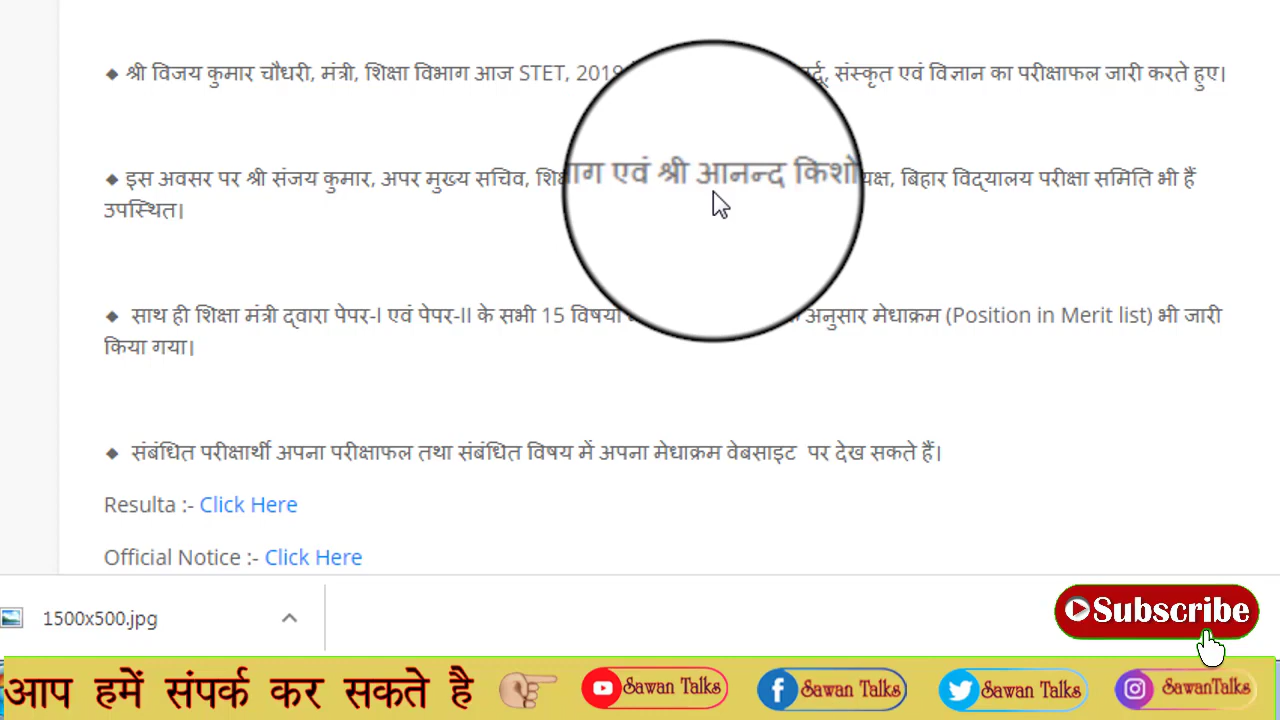 ◆ श्री विजय कुमार चौधरी, मंत्री, शिक्षा विभाग आज STET, 2019 संस्कृत एवं विज्ञान का परीक्षाफल जारी करते हुए।
◆ इस अवसर पर श्री संजय कुमार, अपर मुख्य सचिव, एवं श्री आनन्द बिहार विद्यालय परीक्षा समिति भी हैं
उपस्थित।
◆ साथ ही शिक्षा मंत्री द्वारा पेपर-I एवं पेपर-II के सभी 15 अनुसार मेधाक्रम (Position in Merit list) भी जारी
किया गया।
◆ संबंधित परीक्षार्थी अपना परीक्षाफल तथा संबंधित विषय में अपना मेधाक्रम वेबसाइट पर देख सकते हैं।
Resulta :- Click Here
Official Notice :- Click Here
1500x500.jpg
Subscribe
आप हमें संपर्क कर सकते है Sawan Talks Sawan Talks Sawan Talks SawanTalks